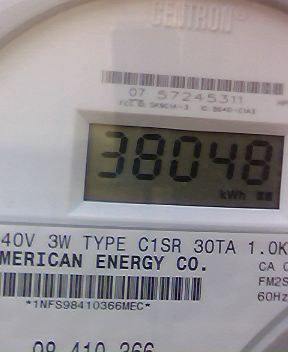 CENTRON®
07 57245311
38048
kWh
40V 3W TYPE C1SR 30TA 1.0K
MERICAN ENERGY CO.
CA 0
FM2S
60Hz
*1NFS98410366MEC*
98 410 366